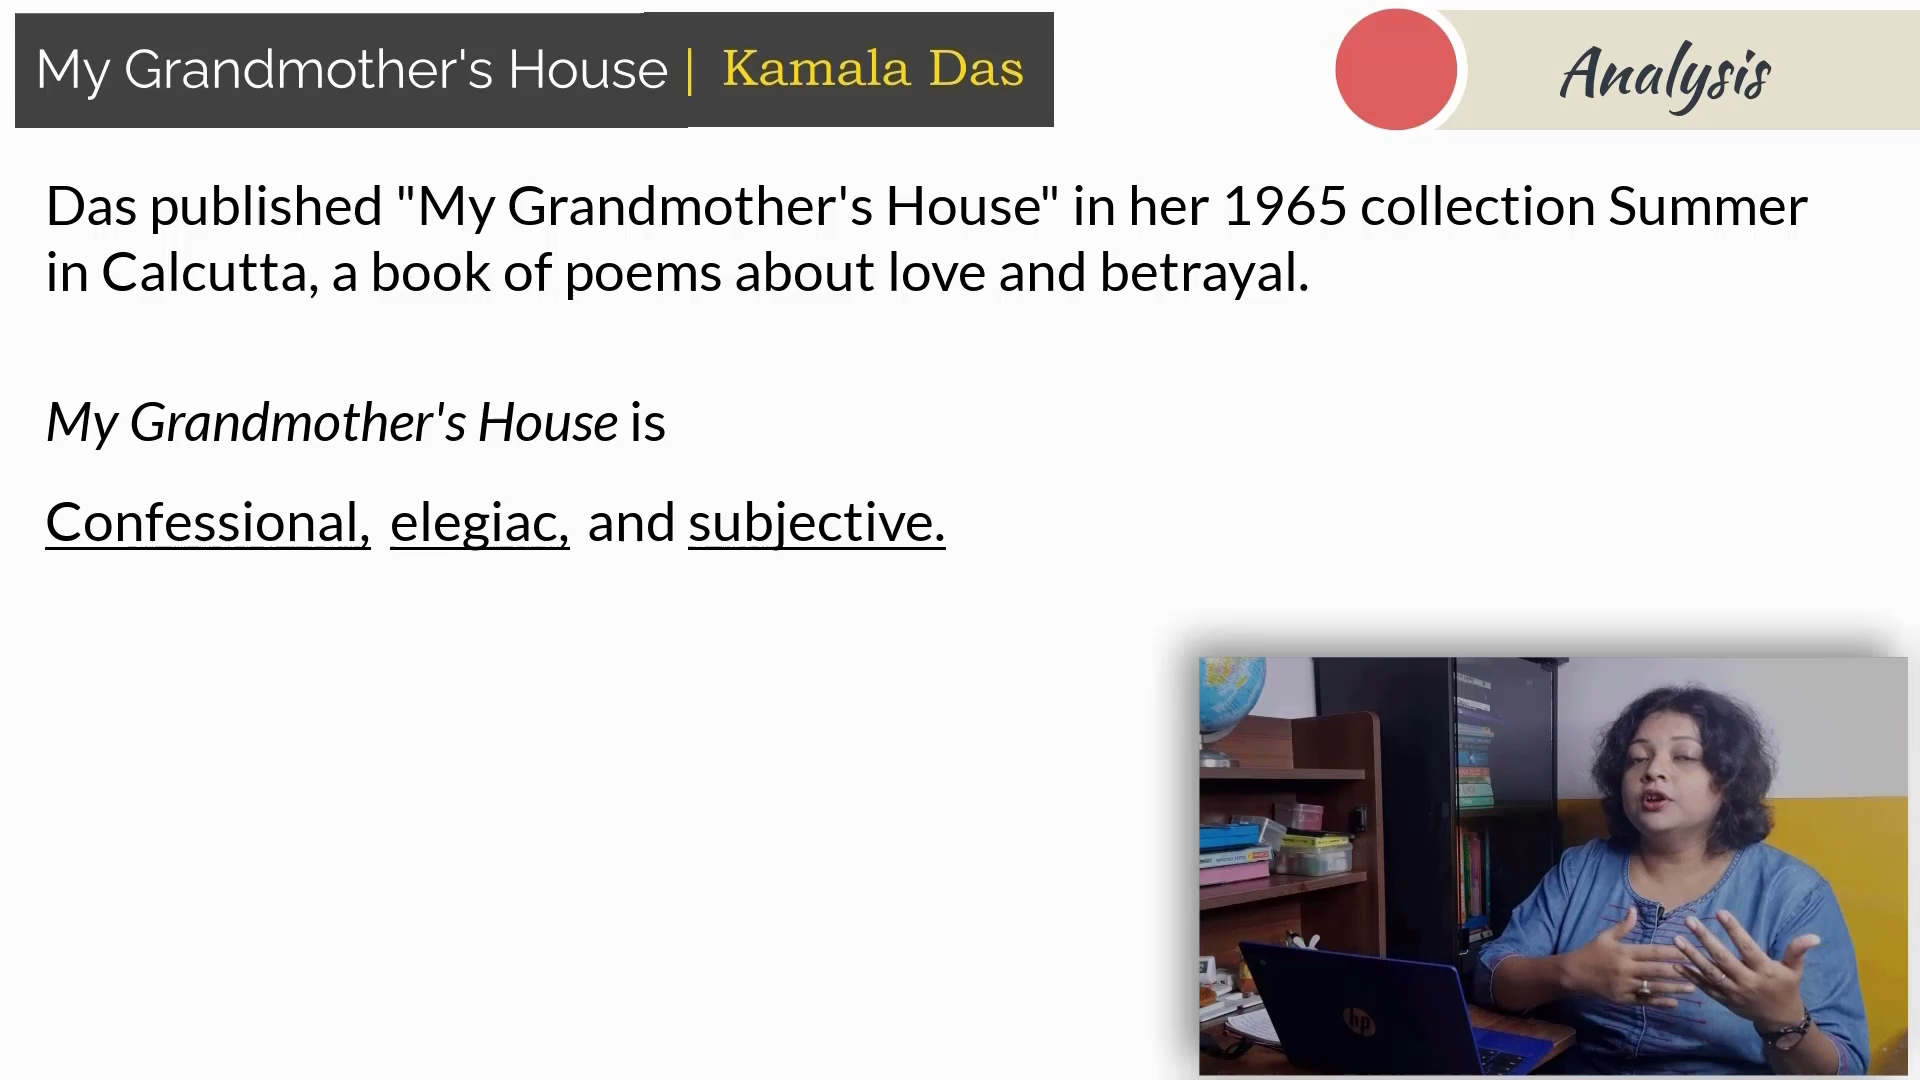 My Grandmother's House | Kamala Das
Analysis
Das published "My Grandmother's House" in her 1965 collection Summer
in Calcutta, a book of poems about love and betrayal.
My Grandmother's House is
Confessional, elegiac, and subjective.
hp